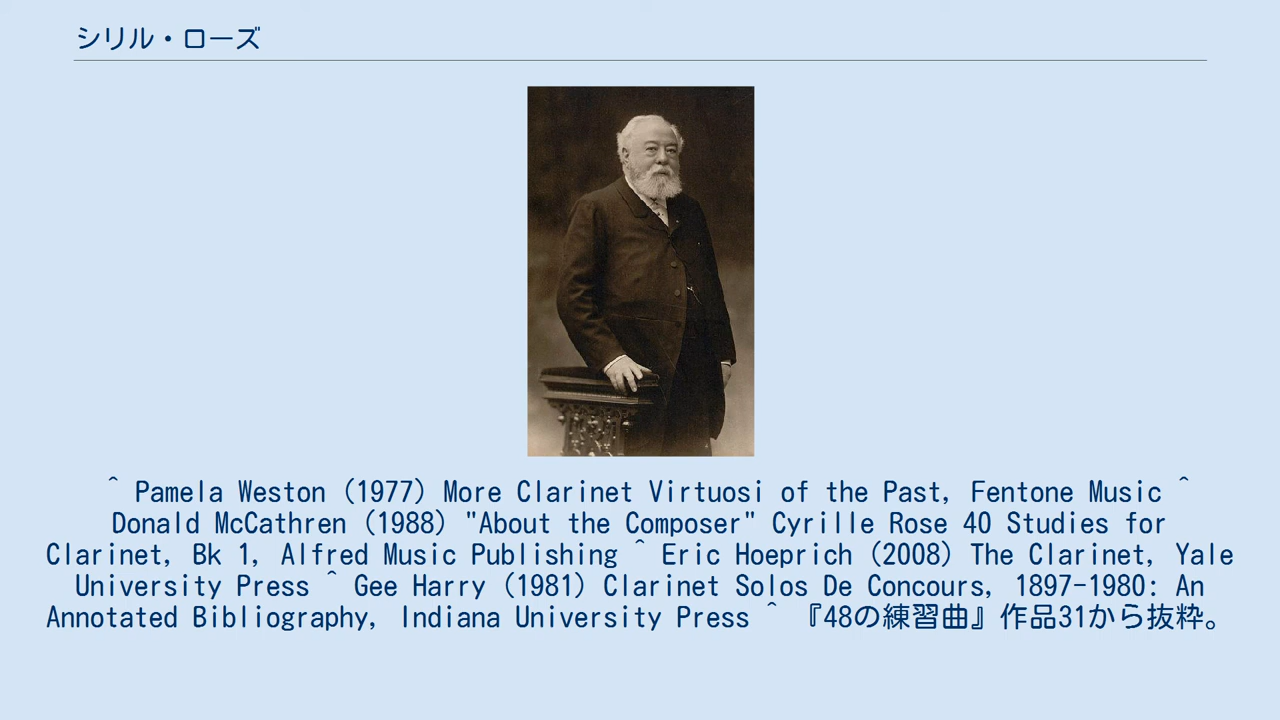 シリル・ローズ
^ Pamela Weston (1977) More Clarinet Virtuosi of the Past, Fentone Music ^
Donald McCathren (1988) "About the Composer" Cyrille Rose 40 Studies for
Clarinet, Bk 1, Alfred Music Publishing ^ Eric Hoeprich (2008) The Clarinet, Yale
University Press ^ Gee Harry (1981) Clarinet Solos De Concours, 1897-1980: An
Annotated Bibliography, Indiana University Press ^ 『48の練習曲』作品31から抜粋。